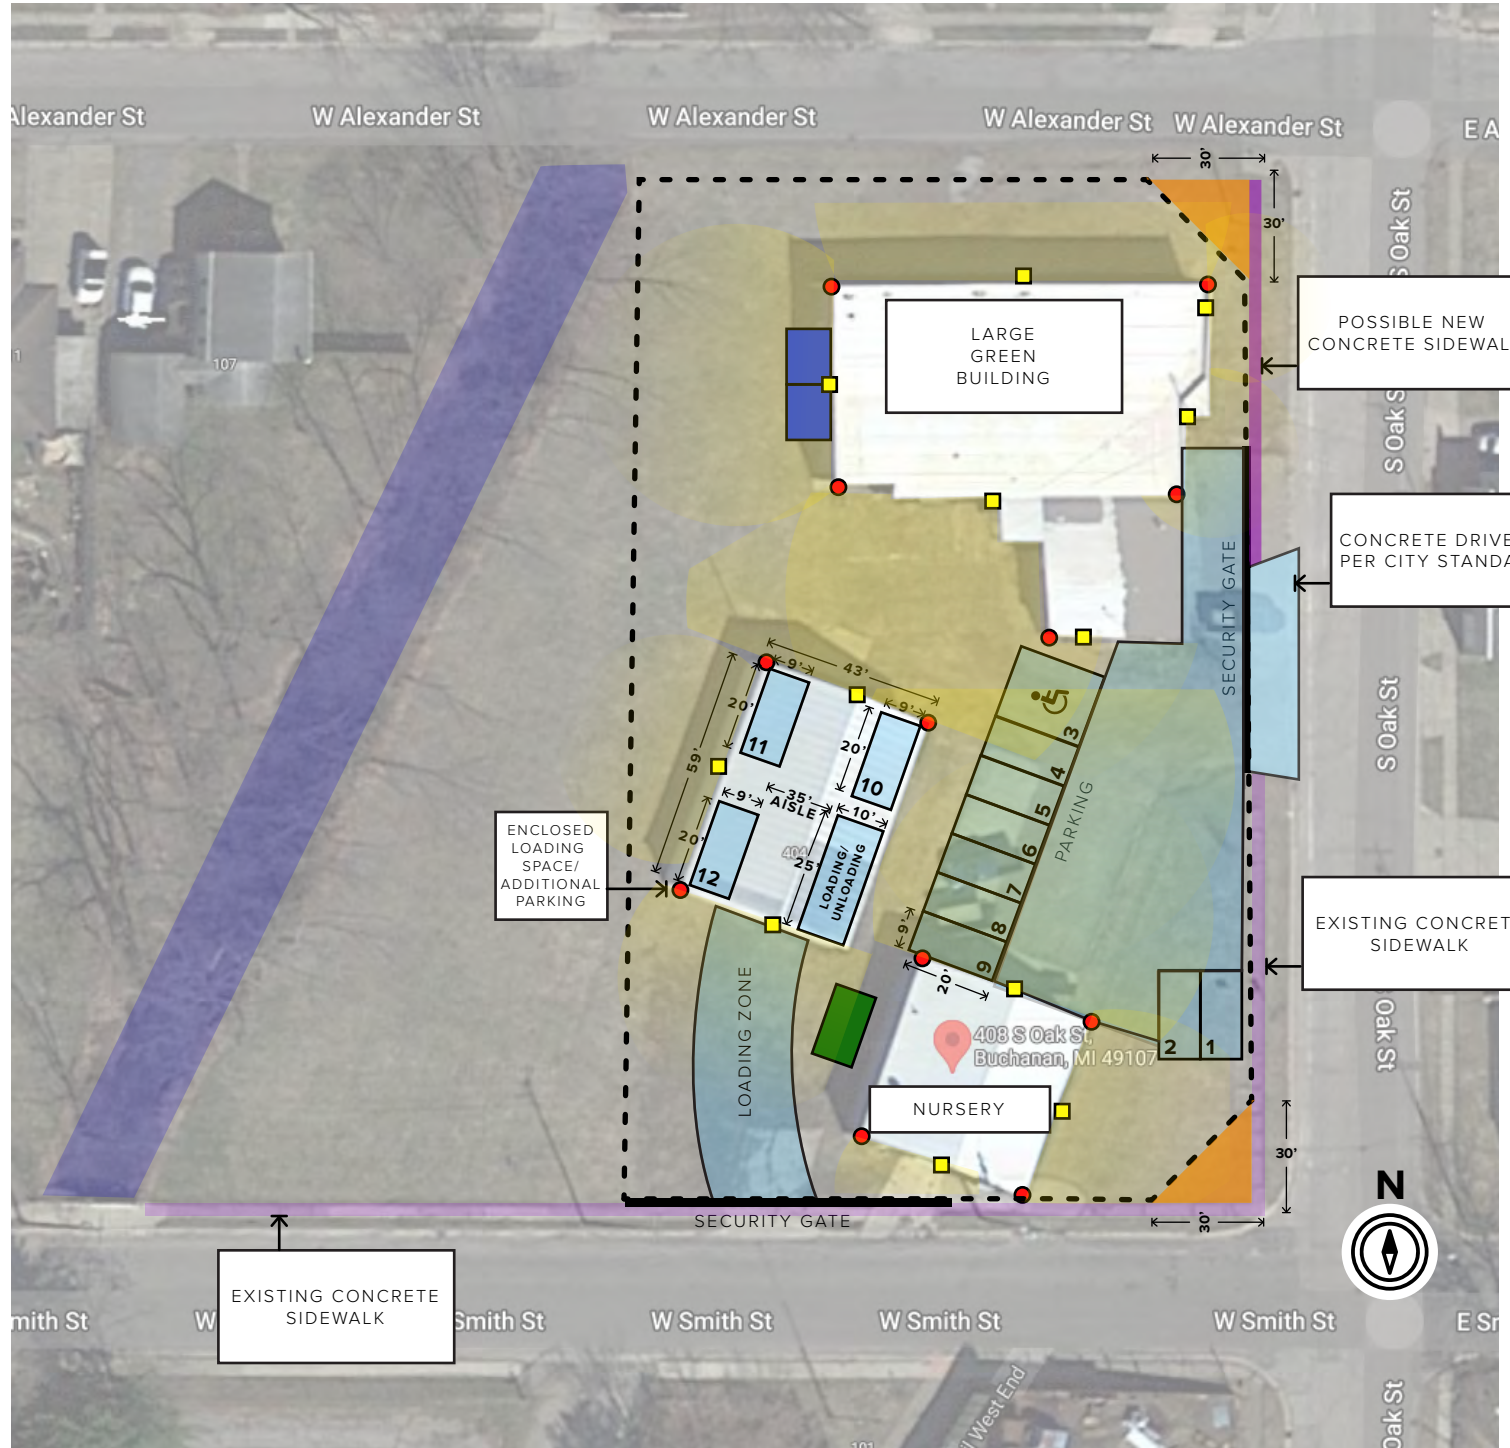 Alexander St
W Alexander St
W Alexander St
W Alexander St
W Alexander St
E A
30'
30'
S Oak St
LARGE
GREEN
BUILDING
POSSIBLE NEW
CONCRETE SIDEWAL
107
S Oak S
CONCRETE DRIVE
PER CITY STANDA
SECURITY GATE
S Oak St
43'
9'
9'
20'
20'
59'
11
10
35'
AISLE
9'
10'
20'
25'
12
LOADING/
UNLOADING
404
3
4
5
6
7
8
9
PARKING
9'
20'
ENCLOSED
LOADING
SPACE/
ADDITIONAL
PARKING
EXISTING CONCRET
SIDEWALK
LOADING ZONE
408 S Oak St,
Buchanan, MI 49107
2
1
S Oak St
NURSERY
30'
30'
N
SECURITY GATE
EXISTING CONCRETE
SIDEWALK
mith St
W
Smith St
W Smith St
W Smith St
W Smith St
E Sr
West End
Oak St